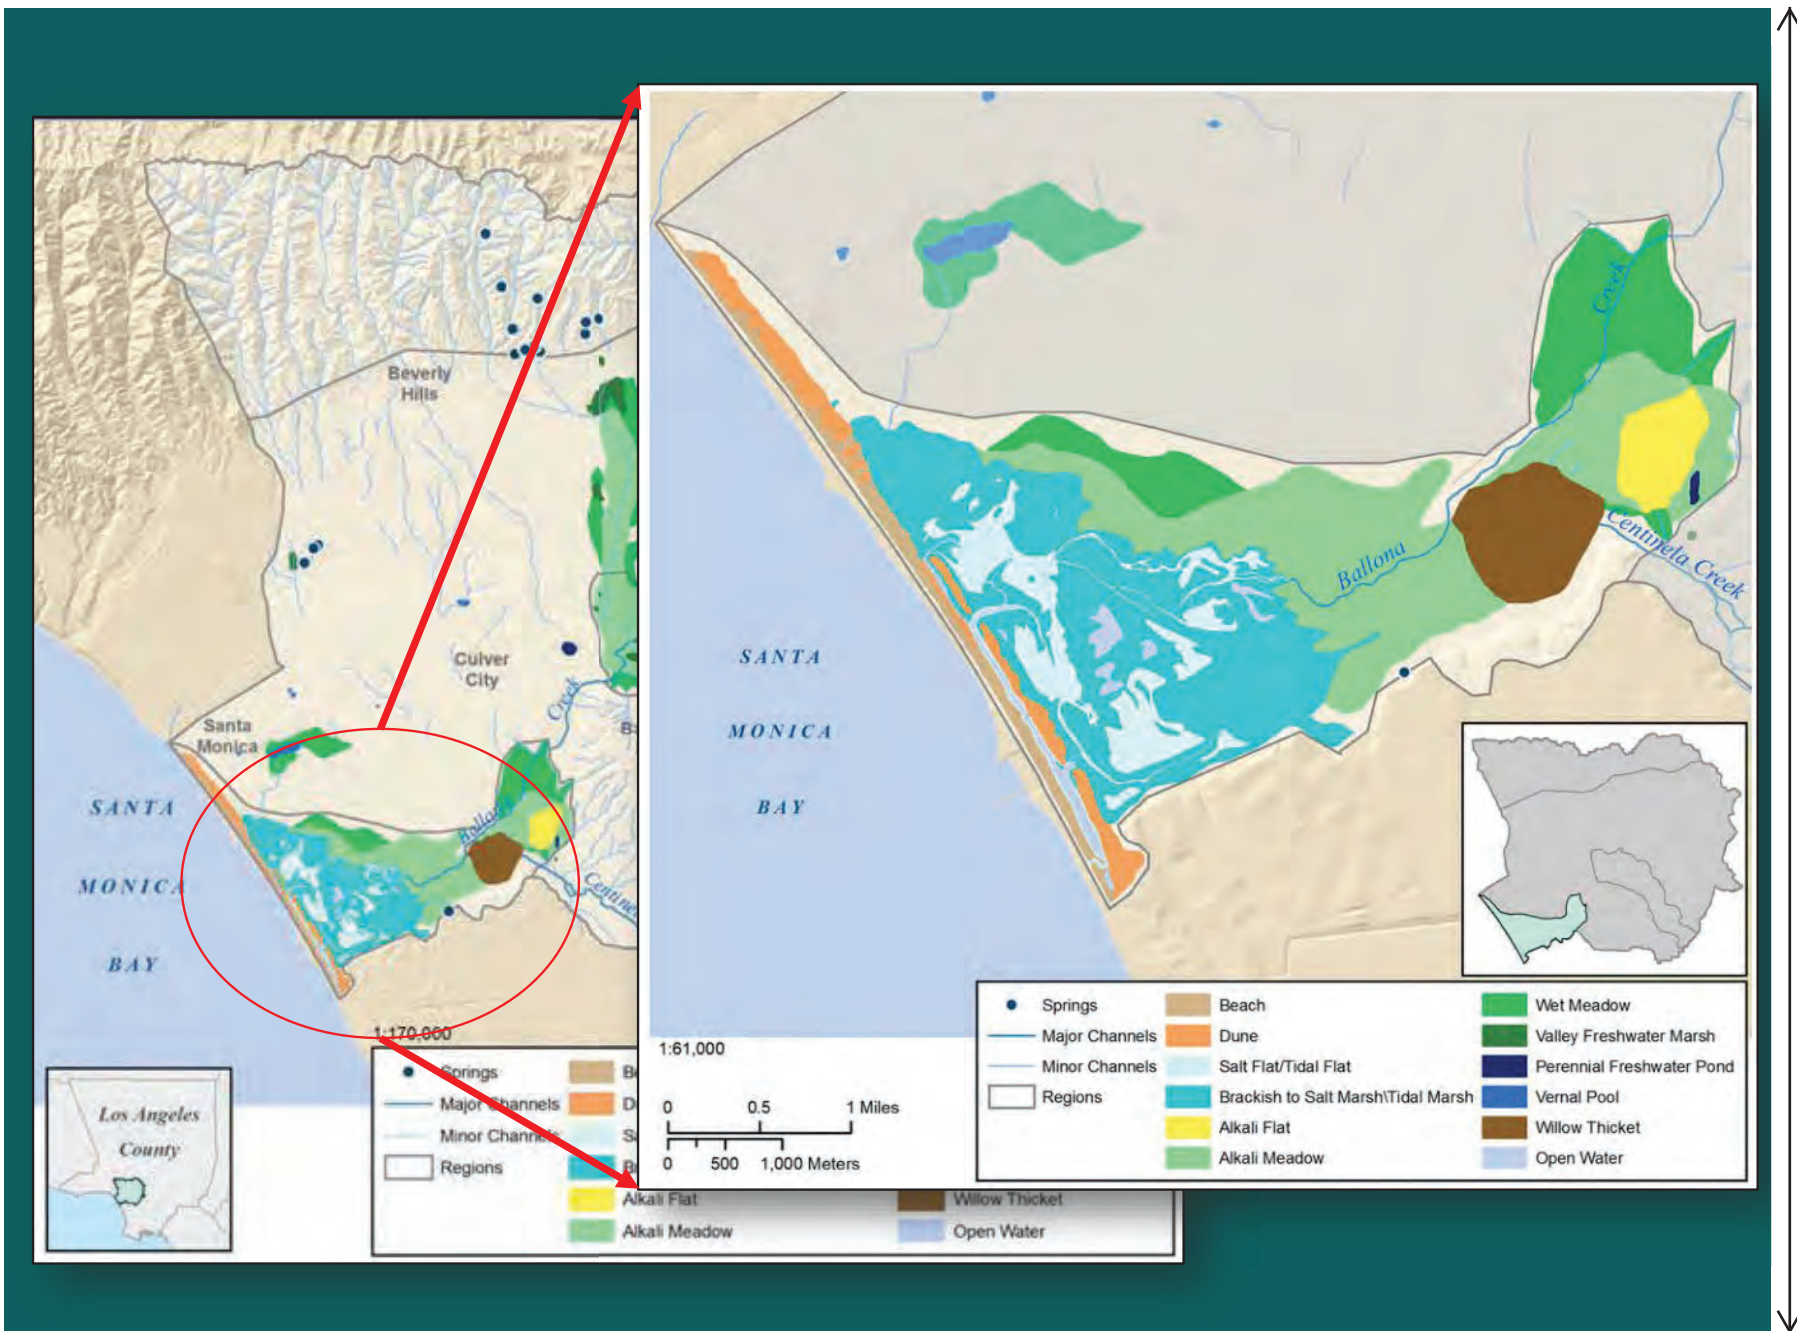 Beverly
Hills
Culver
City
Santa
Monica
Creek
Ballona
SANTA
MONICA
BAY
1:170,000
Springs
Major Channels
Minor Channels
Regions
Alkali Flat
Alkali Meadow
Willow Thicket
Open Water
Los Angeles
County
Creek
Ballona
Centinela Creek
SANTA
MONICA
BAY
1:61,000
0 0.5 1 Miles
0 500 1,000 Meters
Springs
Major Channels
Minor Channels
Regions
Beach
Dune
Salt Flat/Tidal Flat
Brackish to Salt Marsh\Tidal Marsh
Alkali Flat
Alkali Meadow
Wet Meadow
Valley Freshwater Marsh
Perennial Freshwater Pond
Vernal Pool
Willow Thicket
Open Water